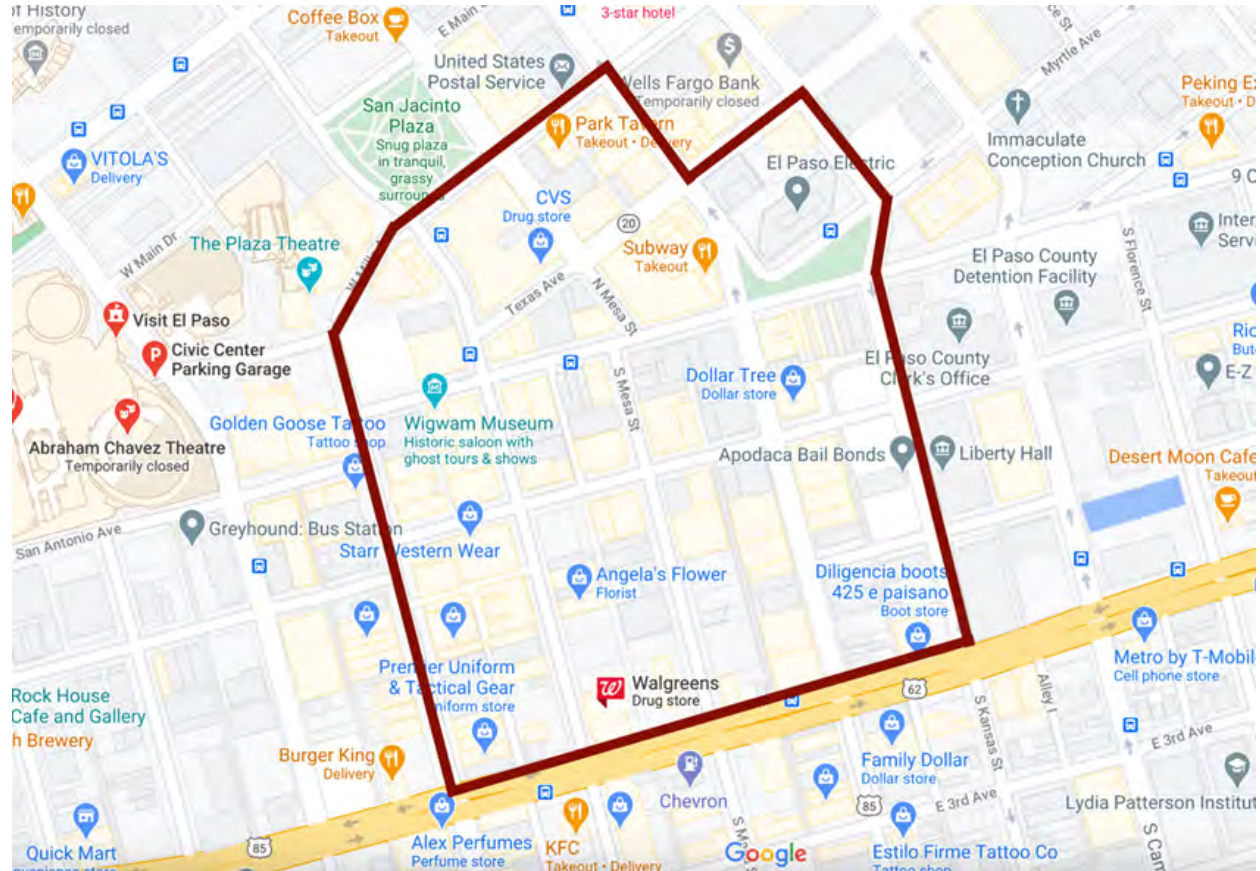 of History
emporarily closed
Coffee Box
Takeout
E Main
3-star hotel
ce St
Myrtle Ave
United States
Postal Service
Wells Fargo Bank
Temporarily closed
Peking Ex
Takeout • D
San Jacinto
Plaza
Snug plaza
in tranquil,
grassy
Park Tavern
Takeout • Delivery
Immaculate
Conception Church
VITOLA'S
Delivery
El Paso Electric
9 
CVS
Drug store
20
Inter
Servi
The Plaza Theatre
W Main Dr
Subway
Takeout
El Paso County
Detention Facility
S Florence St
Texas Ave
N Mesa St
Visit El Paso
Civic Center
Parking Garage
El Paso County
Clerk's Office
Ric
But
E-Z
S Mesa St
Dollar Tree
Dollar store
Golden Goose Tattoo
Tattoo shop
Wigwam Museum
Historic saloon with
ghost tours & shows
Abraham Chavez Theatre
Temporarily closed
Apodaca Bail Bonds
Liberty Hall
Desert Moon Cafe
Takeout
San Antonio Ave
Greyhound: Bus Station
Starr Western Wear
Angela's Flower
Florist
Diligencia boots
425 e paisano
Boot store
Premier Uniform
& Tactical Gear
Uniform store
Walgreens
Drug store
62
Metro by T-Mobil
Cell phone store
Rock House
Cafe and Gallery
h Brewery
S Kansas St
Alley I
E 3rd Ave
Burger King
Delivery
Family Dollar
Dollar store
Chevron
85
E 3rd Ave
Lydia Patterson Institut
Quick Mart
85
Alex Perfumes
Perfume store
KFC
Takeout • Delivery
S M
Google
Estilo Firme Tattoo Co
Tattoo shop
S Cam